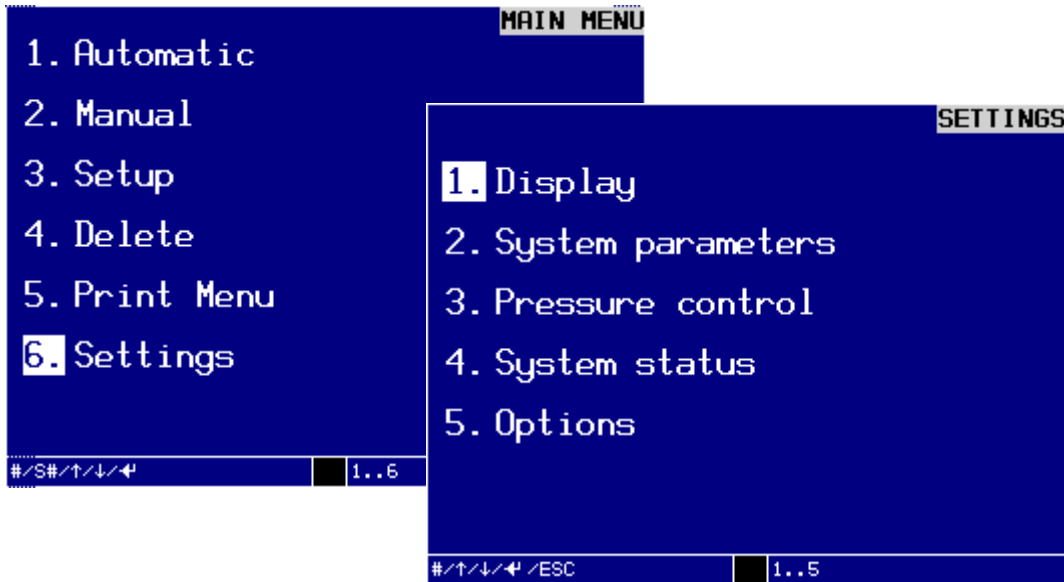 MAIN MENU
1. Automatic
2. Manual
3. Setup
4. Delete
5. Print Menu
6. Settings
#/S#/↑/↓/↵ 1..6
SETTINGS
1. Display
2. System parameters
3. Pressure control
4. System status
5. Options
#/↑/↓/↵ /ESC 1..5